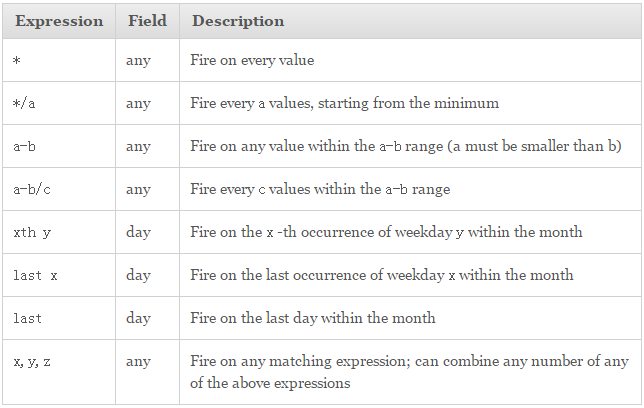 Expression Field Description
* any Fire on every value
*/a any Fire every a values, starting from the minimum
a-b any Fire on any value within the a-b range (a must be smaller than b)
a-b/c any Fire every c values within the a-b range
xth y day Fire on the x -th occurrence of weekday y within the month
last x day Fire on the last occurrence of weekday x within the month
last day Fire on the last day within the month
x,y,z any Fire on any matching expression; can combine any number of any
of the above expressions